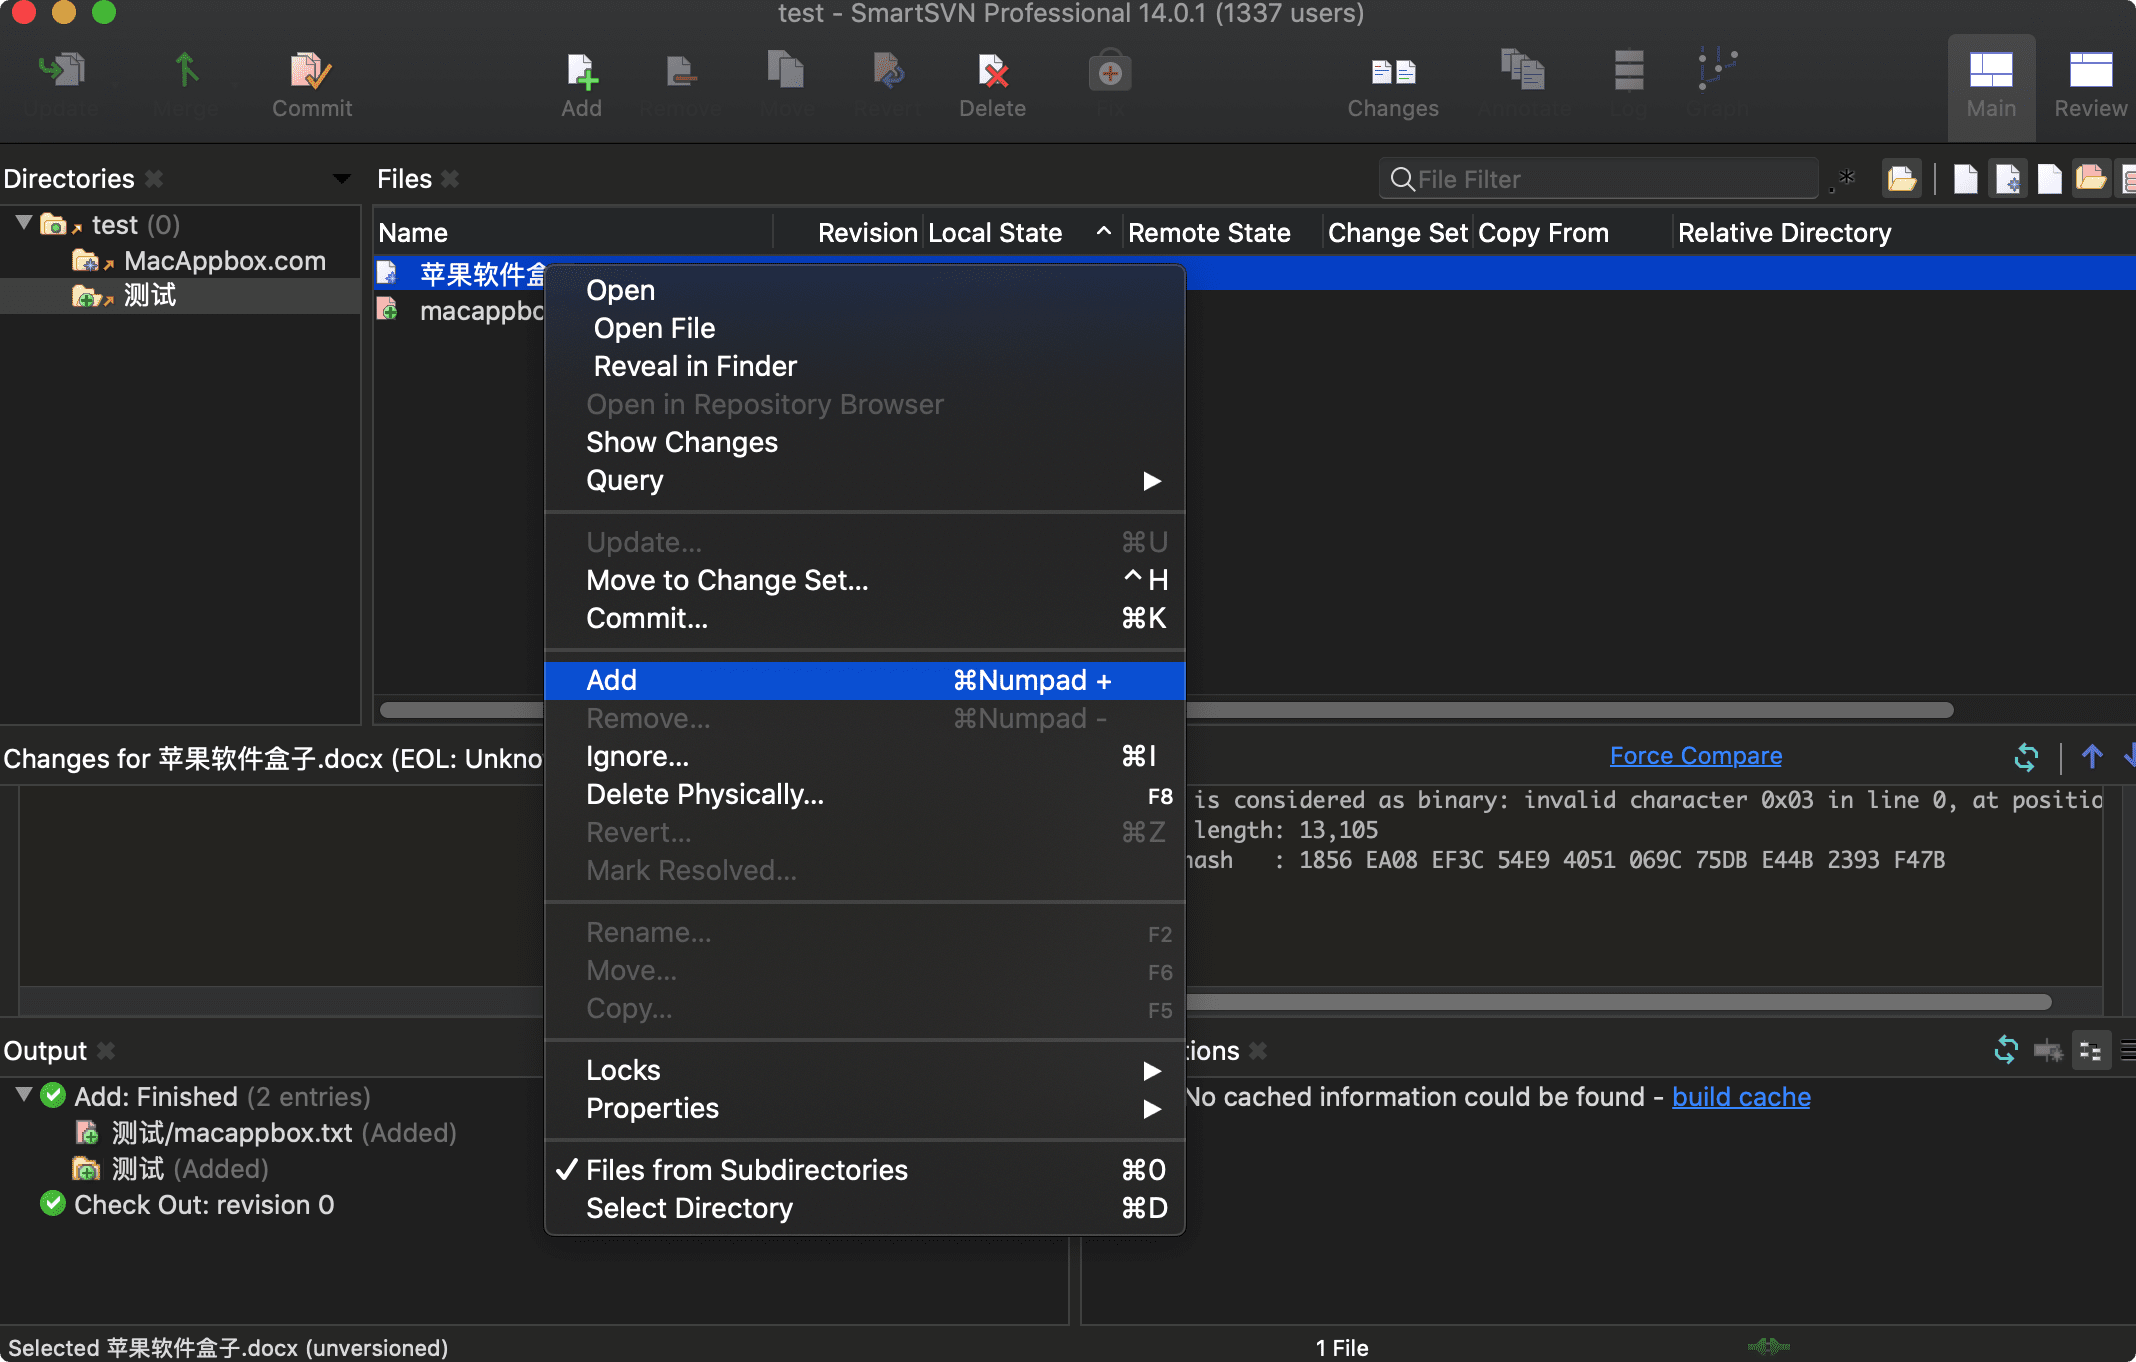 test - SmartSVN Professional 14.0.1 (1337 users)
Update
Merge
Commit
Add
Remove
Move
Revert
Delete
Fix
Changes
Annotate
Log
Graph
Main
Review
Directories
Files
File Filter
.*
test (0)
MacAppbox.com
测试
Name
Revision
Local State
Remote State
Change Set
Copy From
Relative Directory
苹果软件盒
macappbo
Open
Open File
Reveal in Finder
Open in Repository Browser
Show Changes
Query
Update... ⌘U
Move to Change Set... ^H
Commit... ⌘K
Add ⌘Numpad +
Remove... ⌘Numpad -
Ignore... ⌘I
Delete Physically... F8
Revert... ⌘Z
Mark Resolved...
Rename... F2
Move... F6
Copy... F5
Locks
Properties
✓ Files from Subdirectories ⌘O
Select Directory ⌘D
Changes for 苹果软件盒子.docx (EOL: Unkno
Force Compare
is considered as binary: invalid character 0x03 in line 0, at positio
length: 13,105
hash : 1856 EA08 EF3C 54E9 4051 069C 75DB E44B 2393 F47B
Output
Add: Finished (2 entries)
测试/macappbox.txt (Added)
测试 (Added)
Check Out: revision 0
tions
No cached information could be found - build cache
Selected 苹果软件盒子.docx (unversioned)
1 File